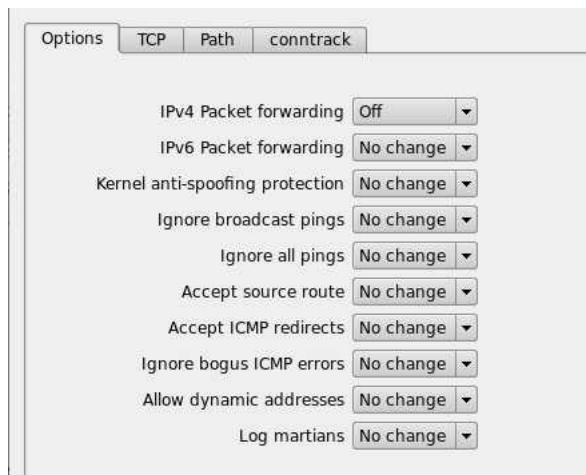 Options TCP Path conntrack
IPv4 Packet forwarding Off
IPv6 Packet forwarding No change
Kernel anti-spoofing protection No change
Ignore broadcast pings No change
Ignore all pings No change
Accept source route No change
Accept ICMP redirects No change
Ignore bogus ICMP errors No change
Allow dynamic addresses No change
Log martians No change